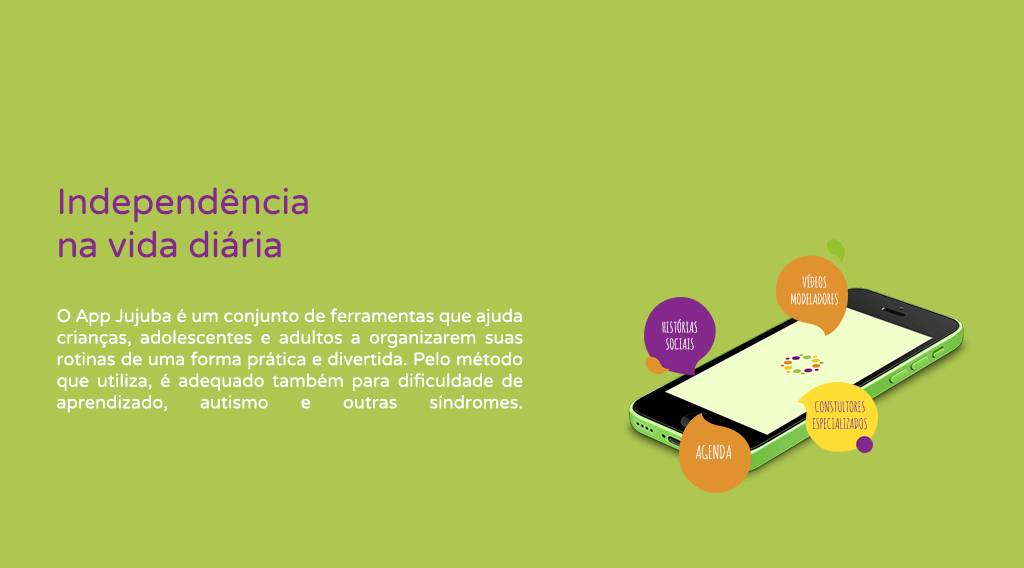 Independência
na vida diária
O App Jujuba é um conjunto de ferramentas que ajuda
crianças, adolescentes e adultos a organizarem suas
rotinas de uma forma prática e divertida. Pelo método
que utiliza, é adequado também para dificuldade de
aprendizado, autismo e outras síndromes.
VÍDEOS
MODELADORES
HISTÓRIAS
SOCIAIS
CONSTULTORES
ESPECIALIZADOS
AGENDA